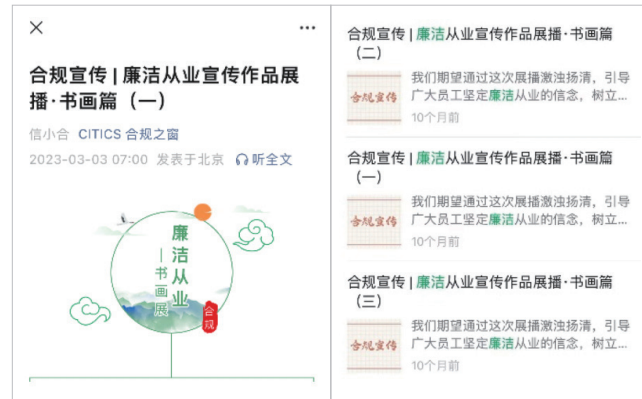 合规宣传 | 廉洁从业宣传作品展
播·书画篇（一）
信小合 CITICS 合规之窗
2023-03-03 07:00 发表于北京 听全文
廉洁从业
—书画展
合规
合规宣传 | 廉洁从业宣传作品展播·书画篇
（二）
合规宣传
我们期望通过这次展播激浊扬清，引导
广大员工坚定廉洁从业的信念，树立...
10个月前
合规宣传 | 廉洁从业宣传作品展播·书画篇
（一）
合规宣传
我们期望通过这次展播激浊扬清，引导
广大员工坚定廉洁从业的信念，树立...
10个月前
合规宣传 | 廉洁从业宣传作品展播·书画篇
（三）
合规宣传
我们期望通过这次展播激浊扬清，引导
广大员工坚定廉洁从业的信念，树立...
10个月前